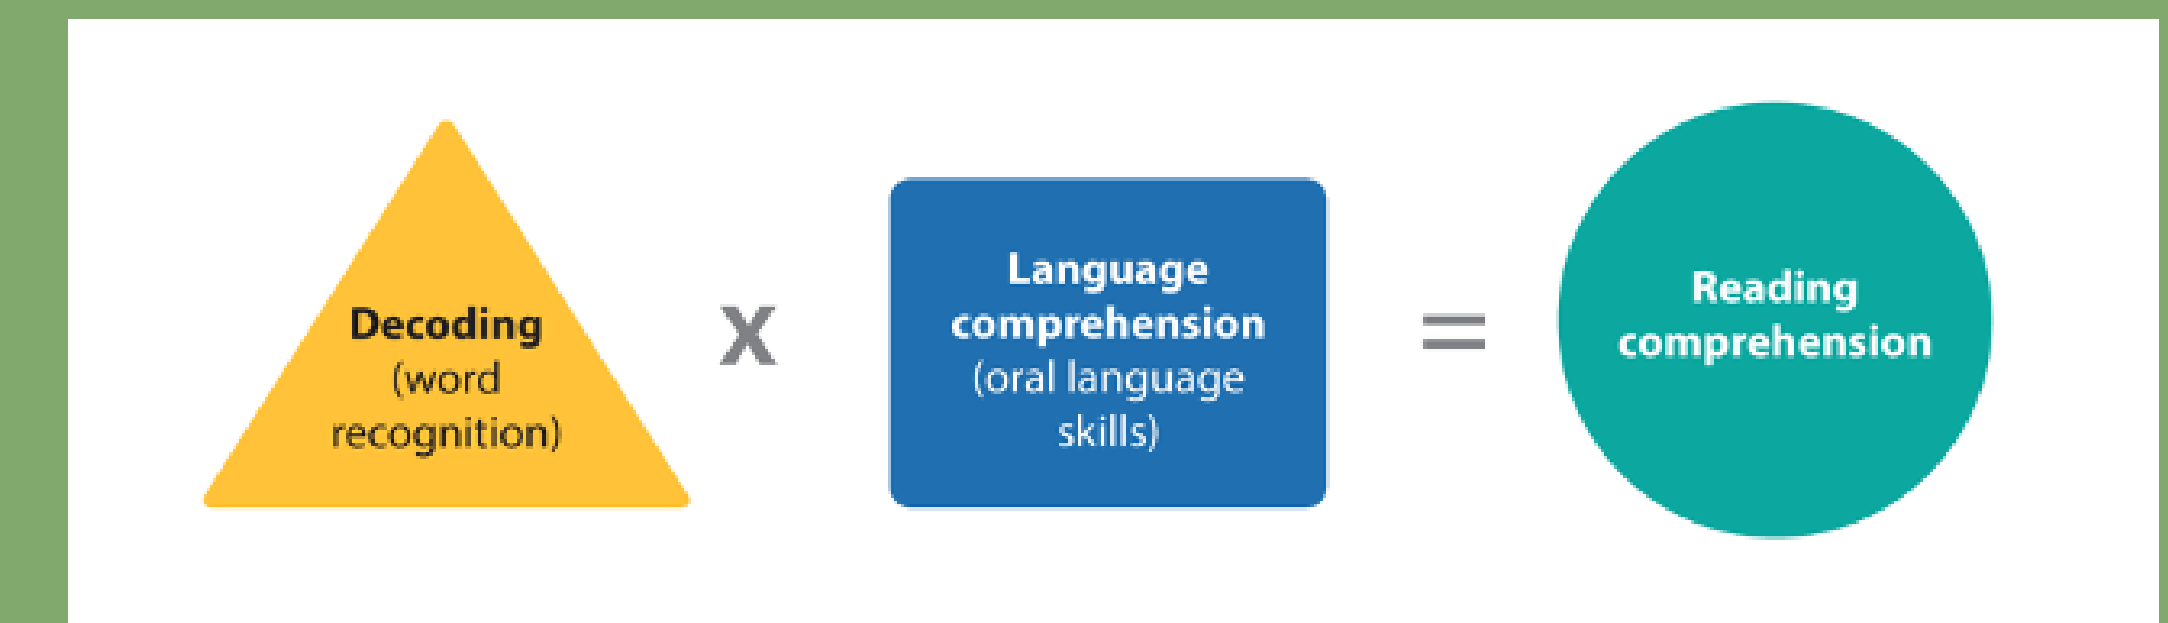 Decoding
(word
recognition)
x
Language
comprehension
(oral language
skills)
=
Reading
comprehension